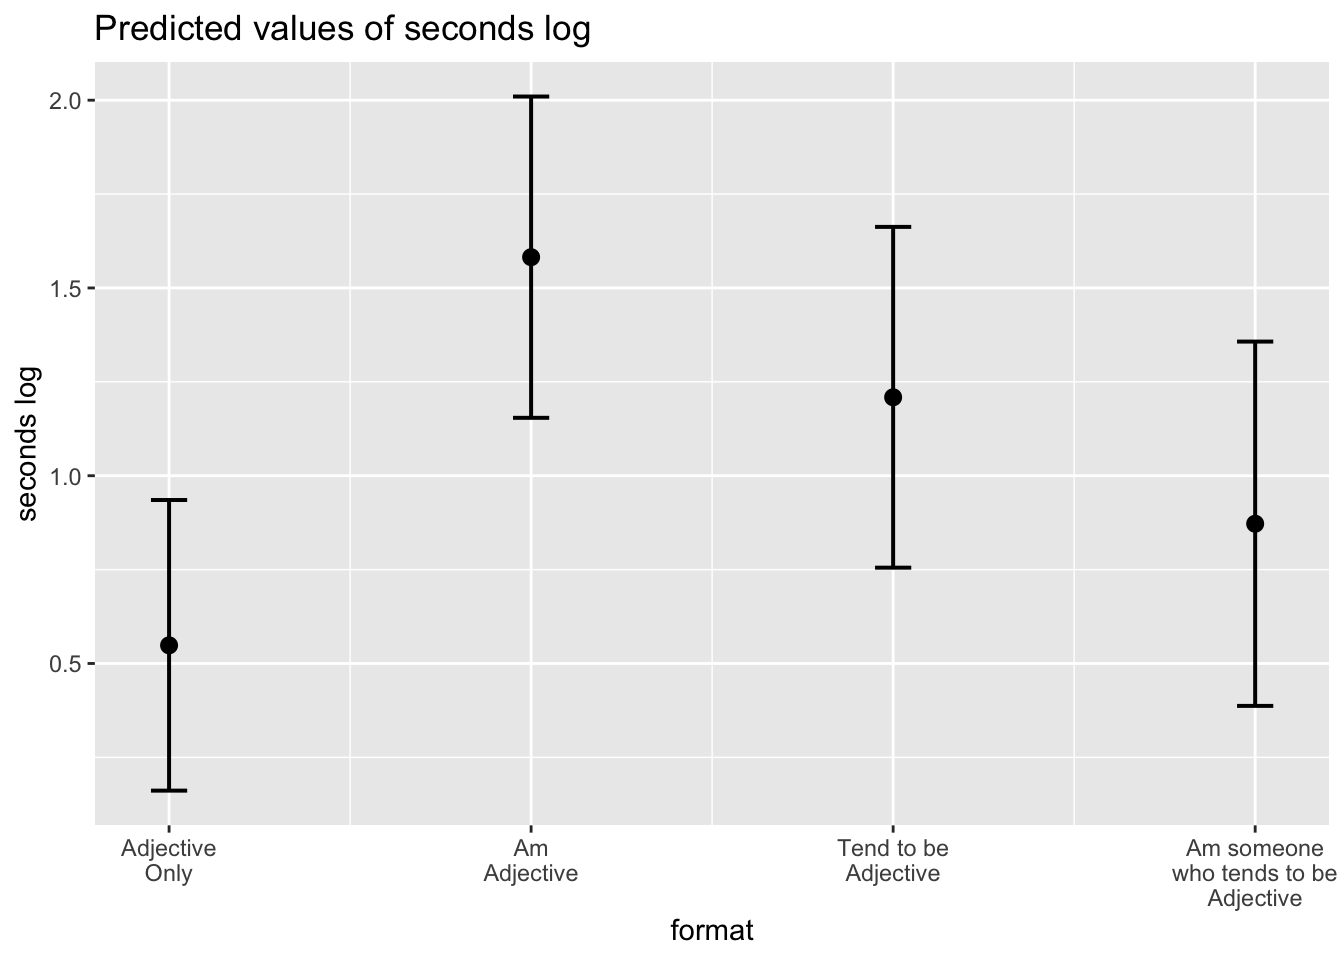 Predicted values of seconds log
seconds log
2.0
1.5
1.0
0.5
Adjective
Only
Am
Adjective
Tend to be
Adjective
Am someone
who tends to be
Adjective
format